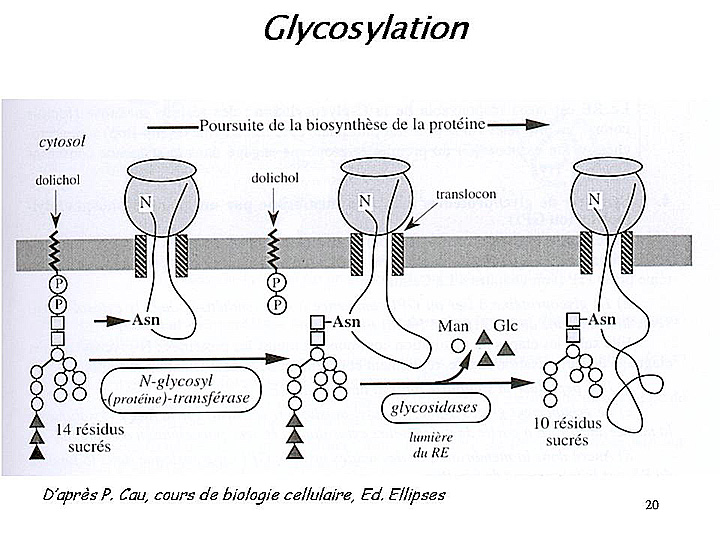 Glycosylation
Poursuite de la biosynthèse de la protéine
cytosol
dolichol
dolichol
translocon
N
N
N
P
P
P
P
Asn
Asn
Asn
Man
Glc
N-glycosyl
-(protéine)-transférase
glycosidases
14 résidus
sucrés
lumière
du RE
10 résidus
sucrés
D'après P. Cau, cours de biologie cellulaire, Ed. Ellipses
20